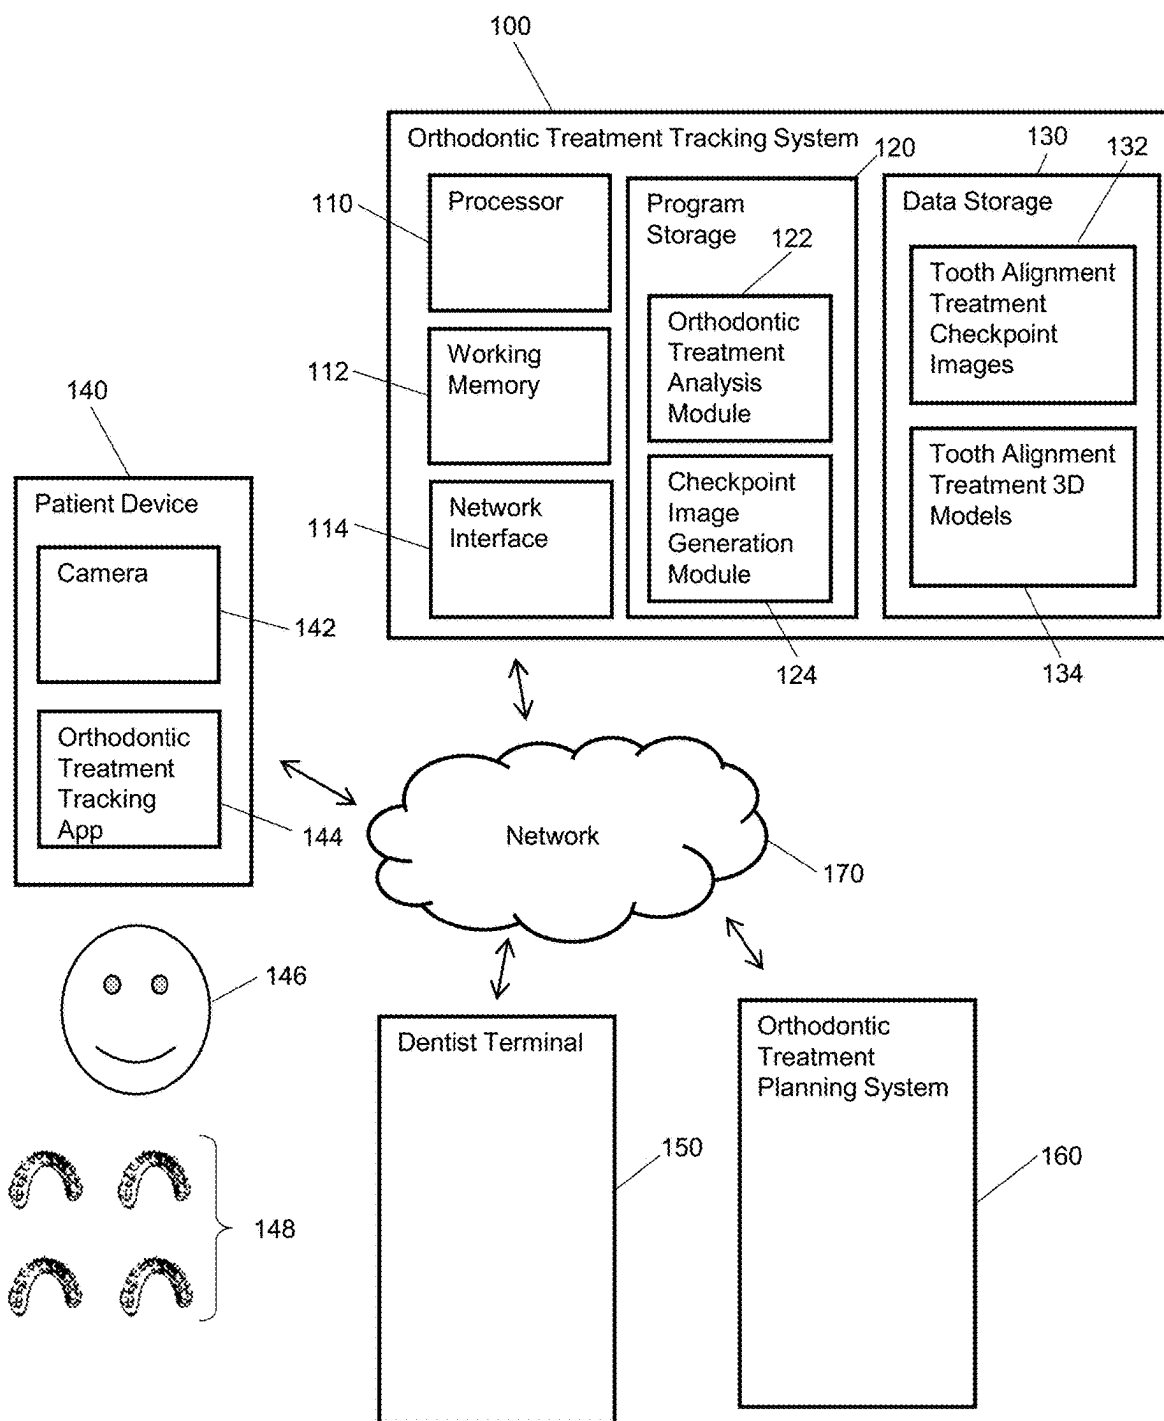 100
Orthodontic Treatment Tracking System
120
130
132
110
Processor
Program
Storage
122
Data Storage
Tooth Alignment
Treatment
Checkpoint
Images
Orthodontic
Treatment
Analysis
Module
112
Working
Memory
140
Tooth Alignment
Treatment 3D
Models
Checkpoint
Image
Generation
Module
114
Network
Interface
124
134
Patient Device
Camera
142
Orthodontic
Treatment
Tracking
App
144
Network
170
146
148
Dentist Terminal
150
Orthodontic
Treatment
Planning System
160